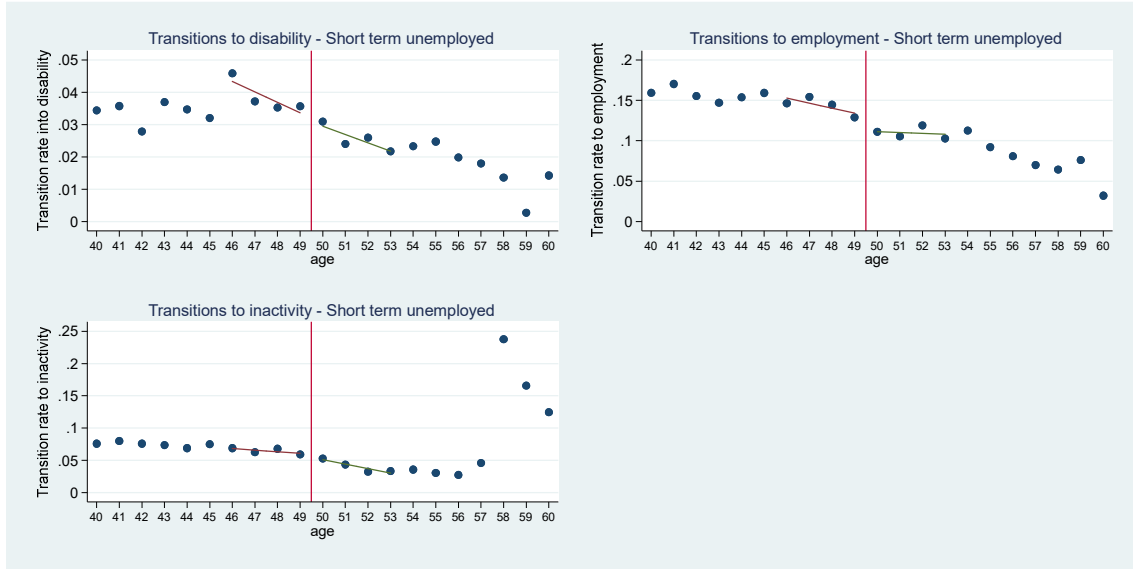 Transitions to disability - Short term unemployed
Transition rate into disability
.05
.04
.03
.02
.01
0
40 41 42 43 44 45 46 47 48 49 50 51 52 53 54 55 56 57 58 59 60
age
Transitions to employment - Short term unemployed
Transition rate to employment
.2
.15
.1
.05
0
40 41 42 43 44 45 46 47 48 49 50 51 52 53 54 55 56 57 58 59 60
age
Transitions to inactivity - Short term unemployed
Transition rate to inactivity
.25
.2
.15
.1
.05
0
40 41 42 43 44 45 46 47 48 49 50 51 52 53 54 55 56 57 58 59 60
age